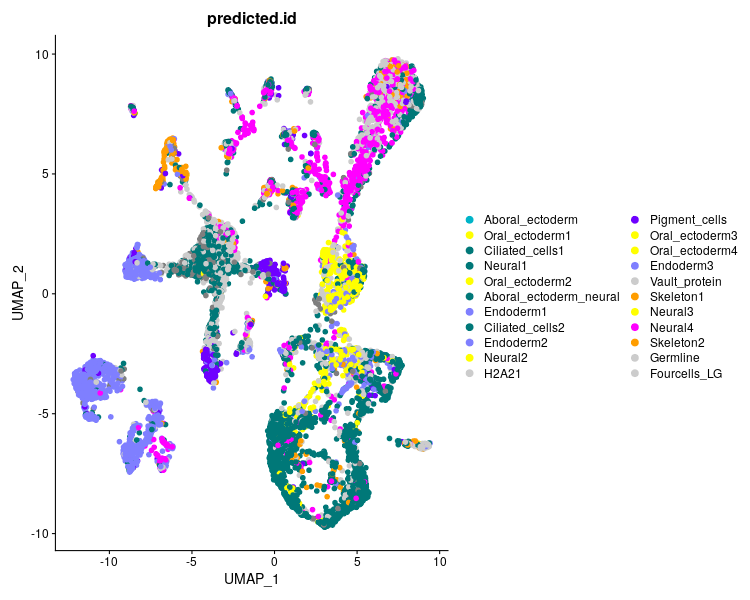 predicted.id
10
5
0
-5
-10
UMAP_2
-10
-5
0
5
10
UMAP_1
Aboral_ectoderm
Oral_ectoderm1
Ciliated_cells1
Neural1
Oral_ectoderm2
Aboral_ectoderm_neural
Endoderm1
Ciliated_cells2
Endoderm2
Neural2
H2A21
Pigment_cells
Oral_ectoderm3
Oral_ectoderm4
Endoderm3
Vault_protein
Skeleton1
Neural3
Neural4
Skeleton2
Germline
Fourcells_LG